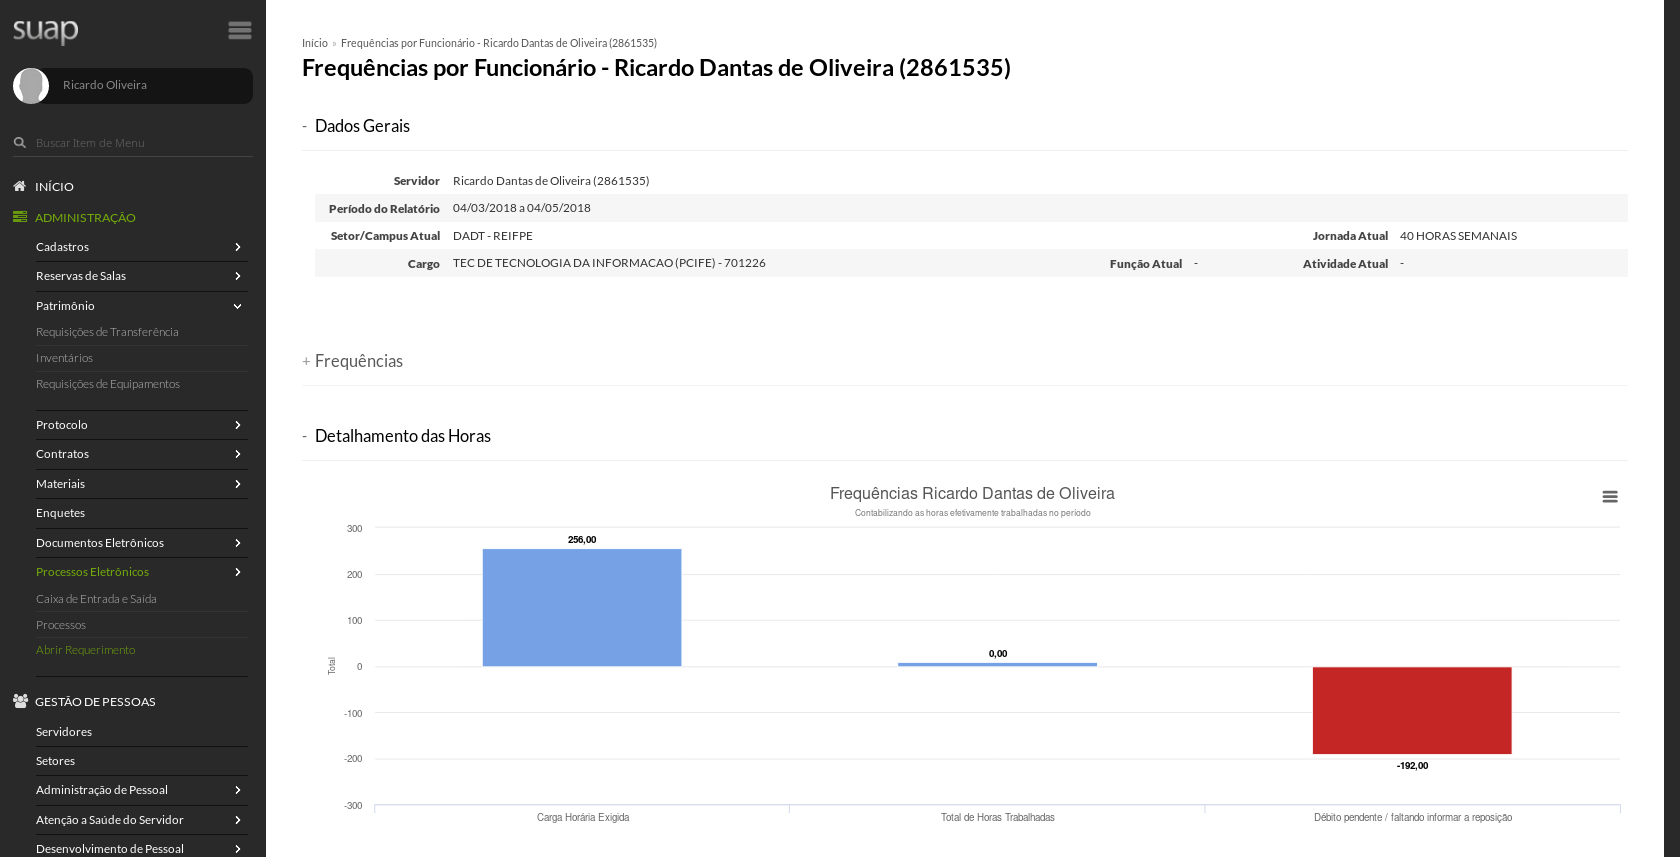 suap
Ricardo Oliveira
Buscar Item de Menu
INÍCIO
ADMINISTRAÇÃO
Cadastros
Reservas de Salas
Patrimônio
Requisições de Transferência
Inventários
Requisições de Equipamentos
Protocolo
Contratos
Materiais
Enquetes
Documentos Eletrônicos
Processos Eletrônicos
Caixa de Entrada e Saída
Processos
Abrir Requerimento
GESTÃO DE PESSOAS
Servidores
Setores
Administração de Pessoal
Atenção a Saúde do Servidor
Desenvolvimento de Pessoal
Início » Frequências por Funcionário - Ricardo Dantas de Oliveira (2861535)
Frequências por Funcionário - Ricardo Dantas de Oliveira (2861535)
- Dados Gerais
Servidor Ricardo Dantas de Oliveira (2861535)
Período do Relatório 04/03/2018 a 04/05/2018
Setor/Campus Atual DADT - REIFPE Jornada Atual 40 HORAS SEMANAIS
Cargo TEC DE TECNOLOGIA DA INFORMACAO (PCIFE) - 701226 Função Atual - Atividade Atual -
+ Frequências
- Detalhamento das Horas
Frequências Ricardo Dantas de Oliveira
Contabilizando as horas efetivamente trabalhadas no período
300
256,00
200
100
0,00
Total
0
-100
-200
-192,00
-300
Carga Horária Exigida Total de Horas Trabalhadas Débito pendente / faltando informar a reposição